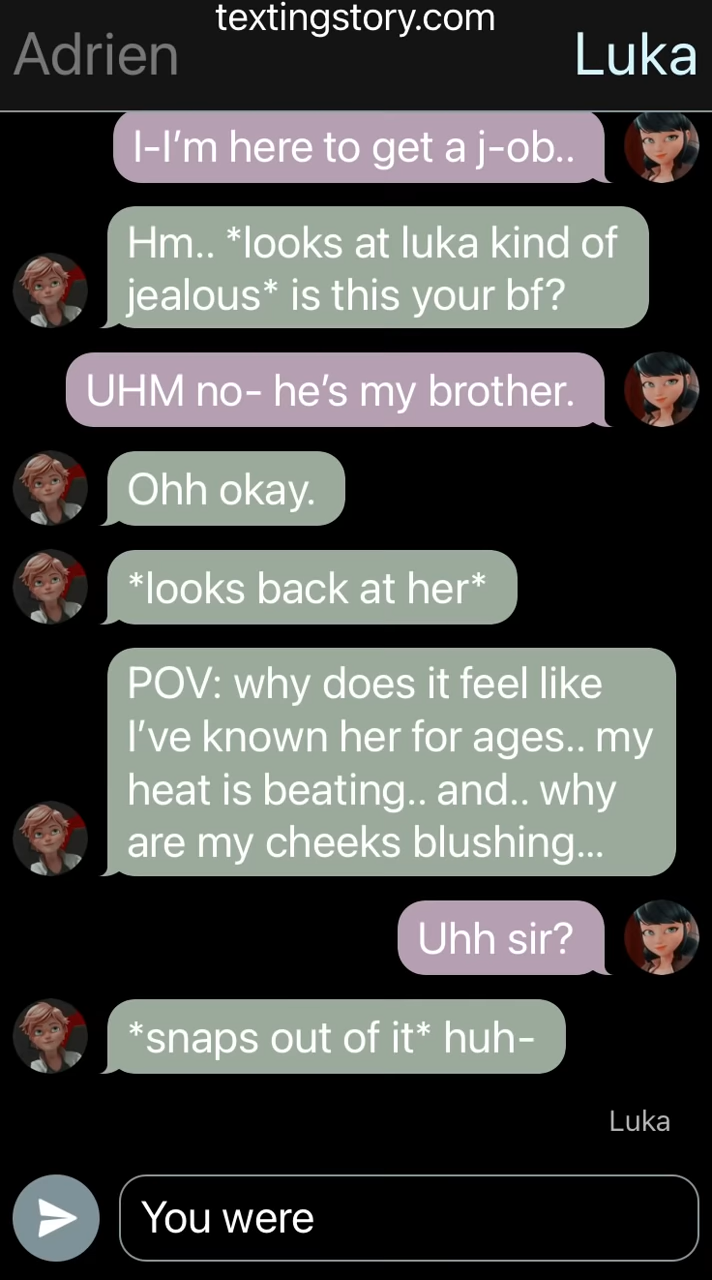 textingstory.com
Adrien
Luka
I-I’m here to get a j-ob..
Hm.. *looks at luka kind of
jealous* is this your bf?
UHM no- he’s my brother.
Ohh okay.
*looks back at her*
POV: why does it feel like
I’ve known her for ages.. my
heat is beating.. and.. why
are my cheeks blushing...
Uhh sir?
*snaps out of it* huh-
Luka
You were